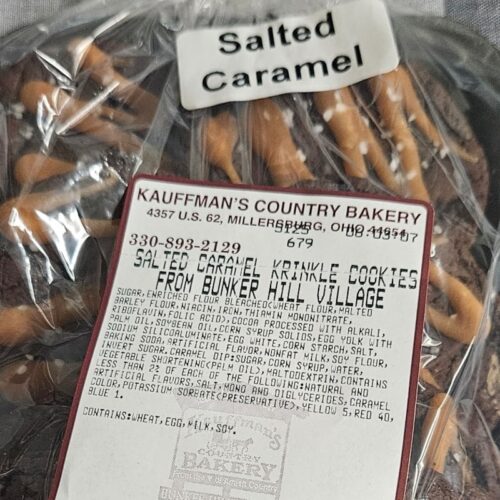 Salted
Caramel
KAUFFMAN'S COUNTRY BAKERY
4357 U.S. 62, MILLERSBURG, OHIO 44654
330-893-2129
679
SALTED CARAMEL KRINKLE COOKIES
FROM BUNKER HILL VILLAGE
SUGAR,ENRICHED FLOUR BLEACHED(WHEAT FLOUR,MALTED
BARLEY FLOUR,NIACIN,IRON,THIAMIN MONONITRATE,
RIBOFLAVIN,FOLIC ACID),COCOA PROCESSED WITH ALKALI,
PALM OIL,SOYBEAN OIL,CORN SYRUP SOLIDS,EGG YOLK WITH
SODIUM SILICOALUMINATE,EGG WHITE,CORN STARCH,SALT,
BAKING SODA,ARTIFICIAL FLAVOR,NONFAT MILK,SOY FLOUR,
INVERT SUGAR.CARAMEL DIP:SUGAR,CORN SYRUP,WATER,
VEGETABLE SHORTENING(PALM OIL),MALTODEXTRIN,CONTAINS
LESS THAN 2% OF EACH OF THE FOLLOWING:NATURAL AND
ARTIFICIAL FLAVORS,SALT,MONO AND DIGLYCERIDES,CARAMEL
COLOR,POTASSIUM SORBATE(PRESERVATIVE),YELLOW 5,RED 40,
BLUE 1.
CONTAINS:WHEAT,EGG,MILK,SOY.
Kauffman's
COUNTRY
BAKERY